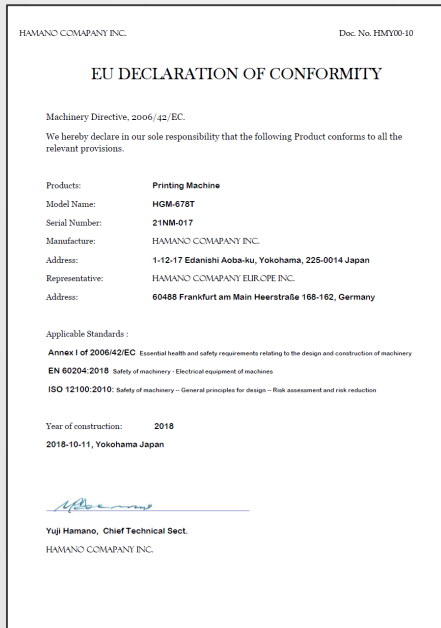 HAMANO COMAPANY INC. Doc. No. HMY00-10
EU DECLARATION OF CONFORMITY
Machinery Directive, 2006/42/EC.
We hereby declare in our sole responsibility that the following Product conforms to all the
relevant provisions.
Products: Printing Machine
Model Name: HGM-678T
Serial Number: 21NM-017
Manufacture: HAMANO COMAPANY INC.
Address: 1-12-17 Edanishi Aoba-ku, Yokohama, 225-0014 Japan
Representative: HAMANO COMAPANY EUROPE INC.
Address: 60488 Frankfurt am Main Heerstraße 168-162, Germany
Applicable Standards :
Annex I of 2006/42/EC Essential health and safety requirements relating to the design and construction of machinery
EN 60204:2018 Safety of machinery - Electrical equipment of machines
ISO 12100:2010: Safety of machinery -- General principles for design -- Risk assessment and risk reduction
Year of construction: 2018
2018-10-11, Yokohama Japan
Yuji Hamano, Chief Technical Sect.
HAMANO COMAPANY INC.